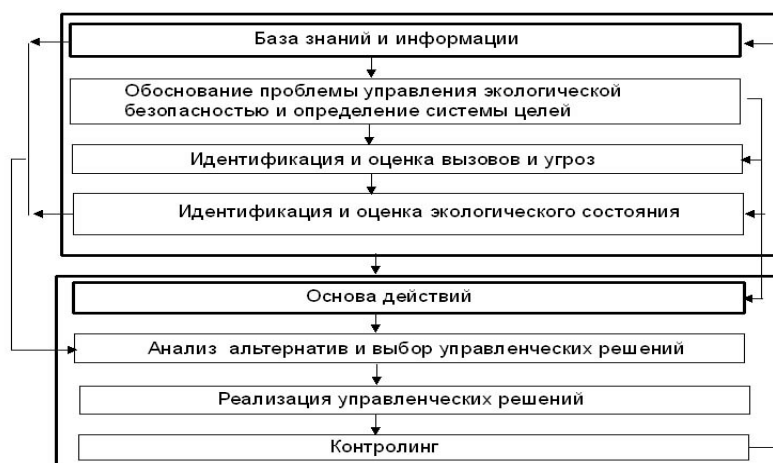 База знаний и информации
Обоснование проблемы управления экологической
безопасностью и определение системы целей
Идентификация и оценка вызовов и угроз
Идентификация и оценка экологического состояния
Основа действий
Анализ альтернатив и выбор управленческих решений
Реализация управленческих решений
Контролинг